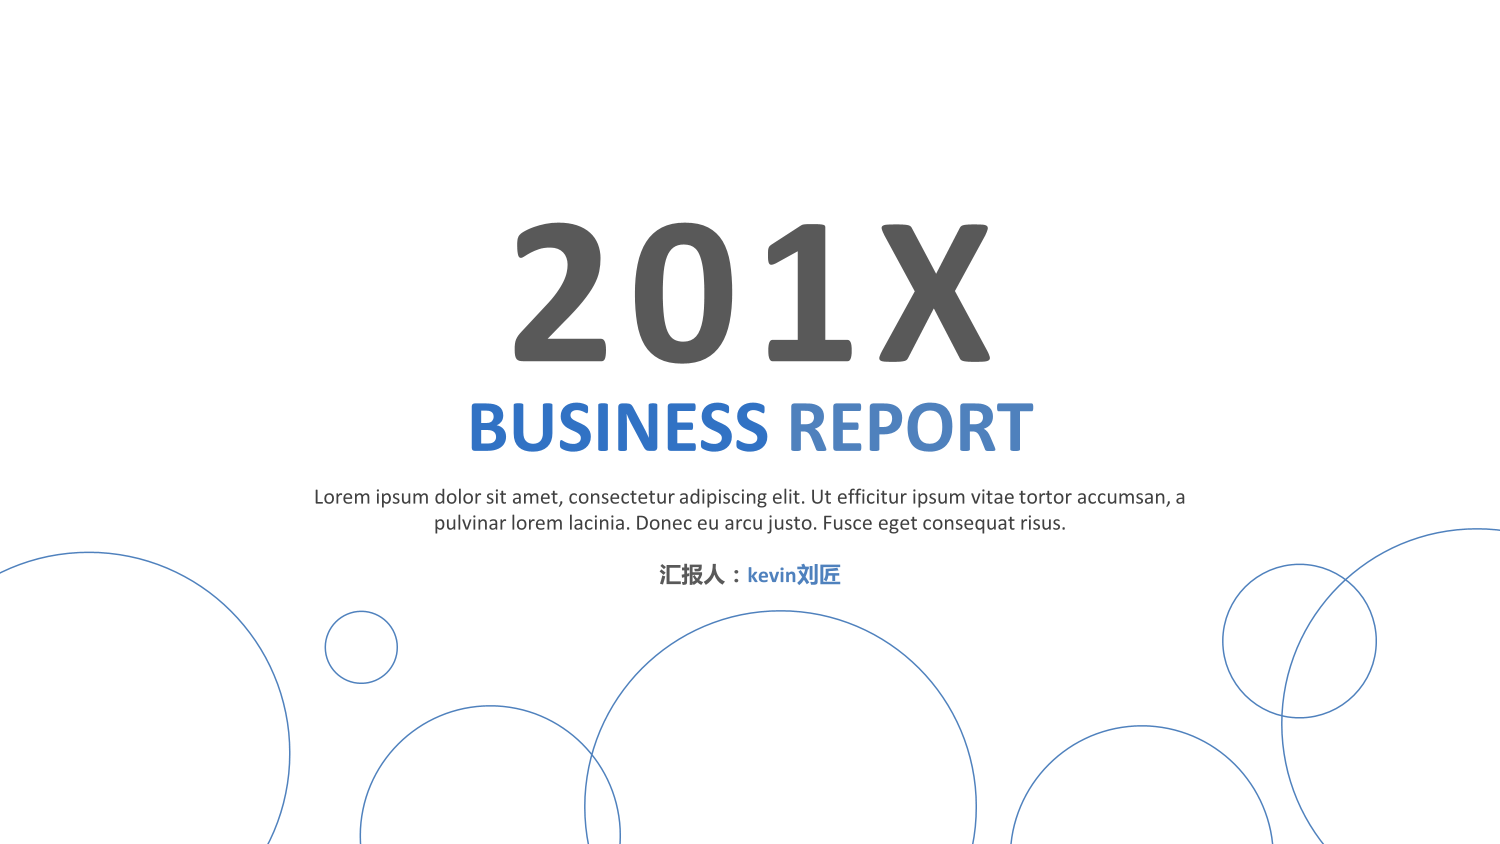 201X
BUSINESS REPORT
Lorem ipsum dolor sit amet, consectetur adipiscing elit. Ut efficitur ipsum vitae tortor accumsan, a
pulvinar lorem lacinia. Donec eu arcu justo. Fusce eget consequat risus.
汇报人：kevin刘匠